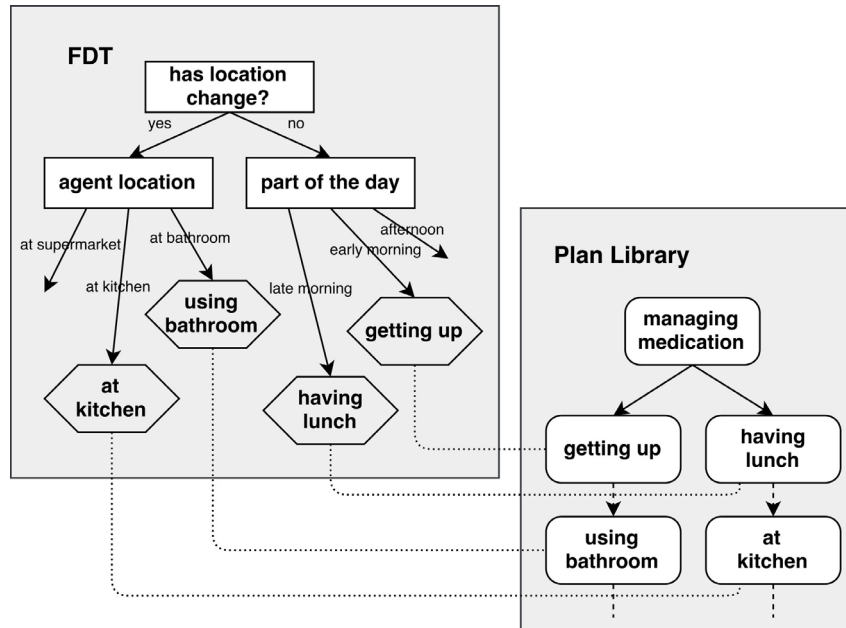 FDT
has location
change?
yes
no
agent location
part of the day
at supermarket
at bathroom
afternoon
early morning
at kitchen
late morning
using
bathroom
getting up
at
kitchen
having
lunch
Plan Library
managing
medication
getting up
having
lunch
using
bathroom
at
kitchen